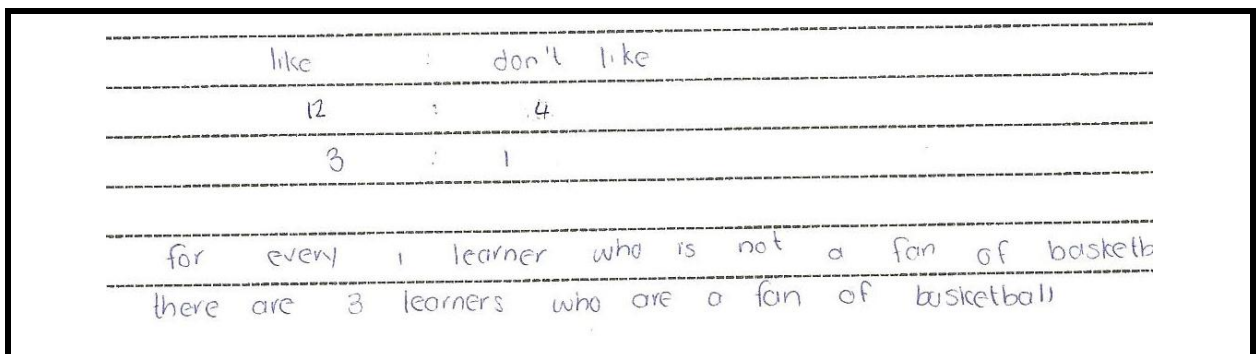 like : don't like
12 : 4
3 : 1
for every 1 learner who is not a fan of basketb
there are 3 learners who are a fan of basketball